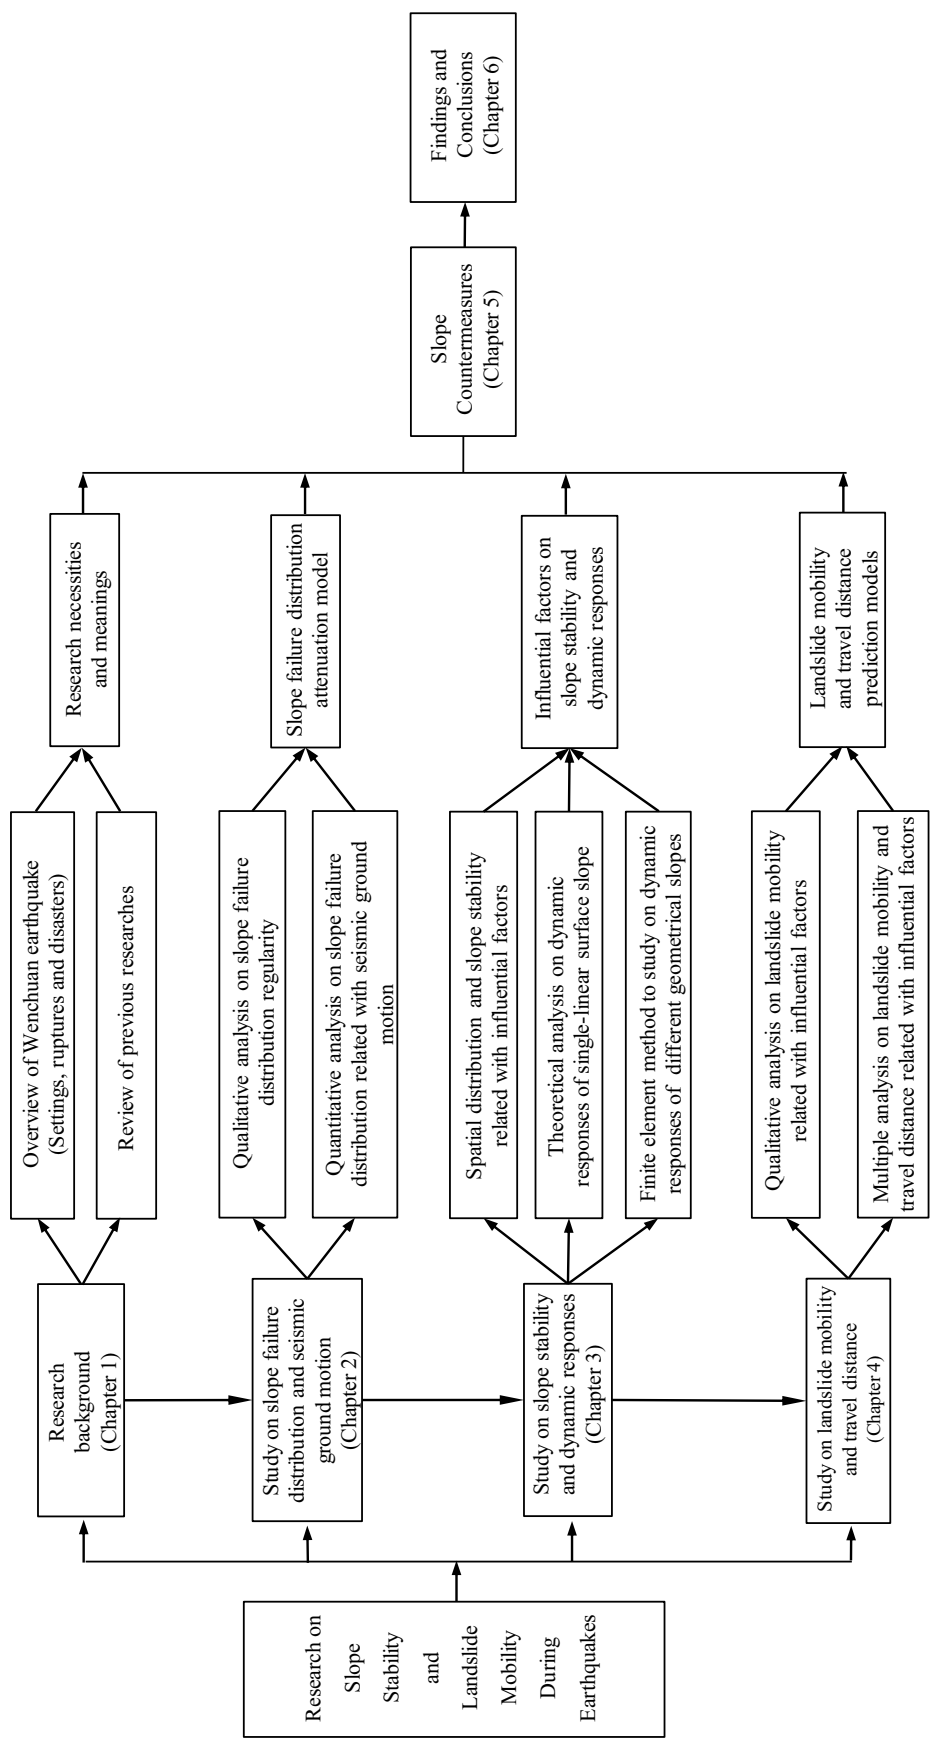 Research on
Slope
Stability
and
Landslide
Mobility
During
Earthquakes
Research
background
(Chapter 1)
Study on slope failure
distribution and seismic
ground motion
(Chapter 2)
Study on slope stability
and dynamic responses
(Chapter 3)
Study on landslide mobility
and travel distance
(Chapter 4)
Overview of Wenchuan earthquake
(Settings, ruptures and disasters)
Review of previous researches
Qualitative analysis on slope failure
distribution regularity
Quantitative analysis on slope failure
distribution related with seismic ground
motion
Spatial distribution and slope stability
related with influential factors
Theoretical analysis on dynamic
responses of single-linear surface slope
Finite element method to study on dynamic
responses of different geometrical slopes
Qualitative analysis on landslide mobility
related with influential factors
Multiple analysis on landslide mobility and
travel distance related with influential factors
Research necessities
and meanings
Slope failure distribution
attenuation model
Influential factors on
slope stability and
dynamic responses
Landslide mobility
and travel distance
prediction models
Slope
Countermeasures
(Chapter 5)
Findings and
Conclusions
(Chapter 6)